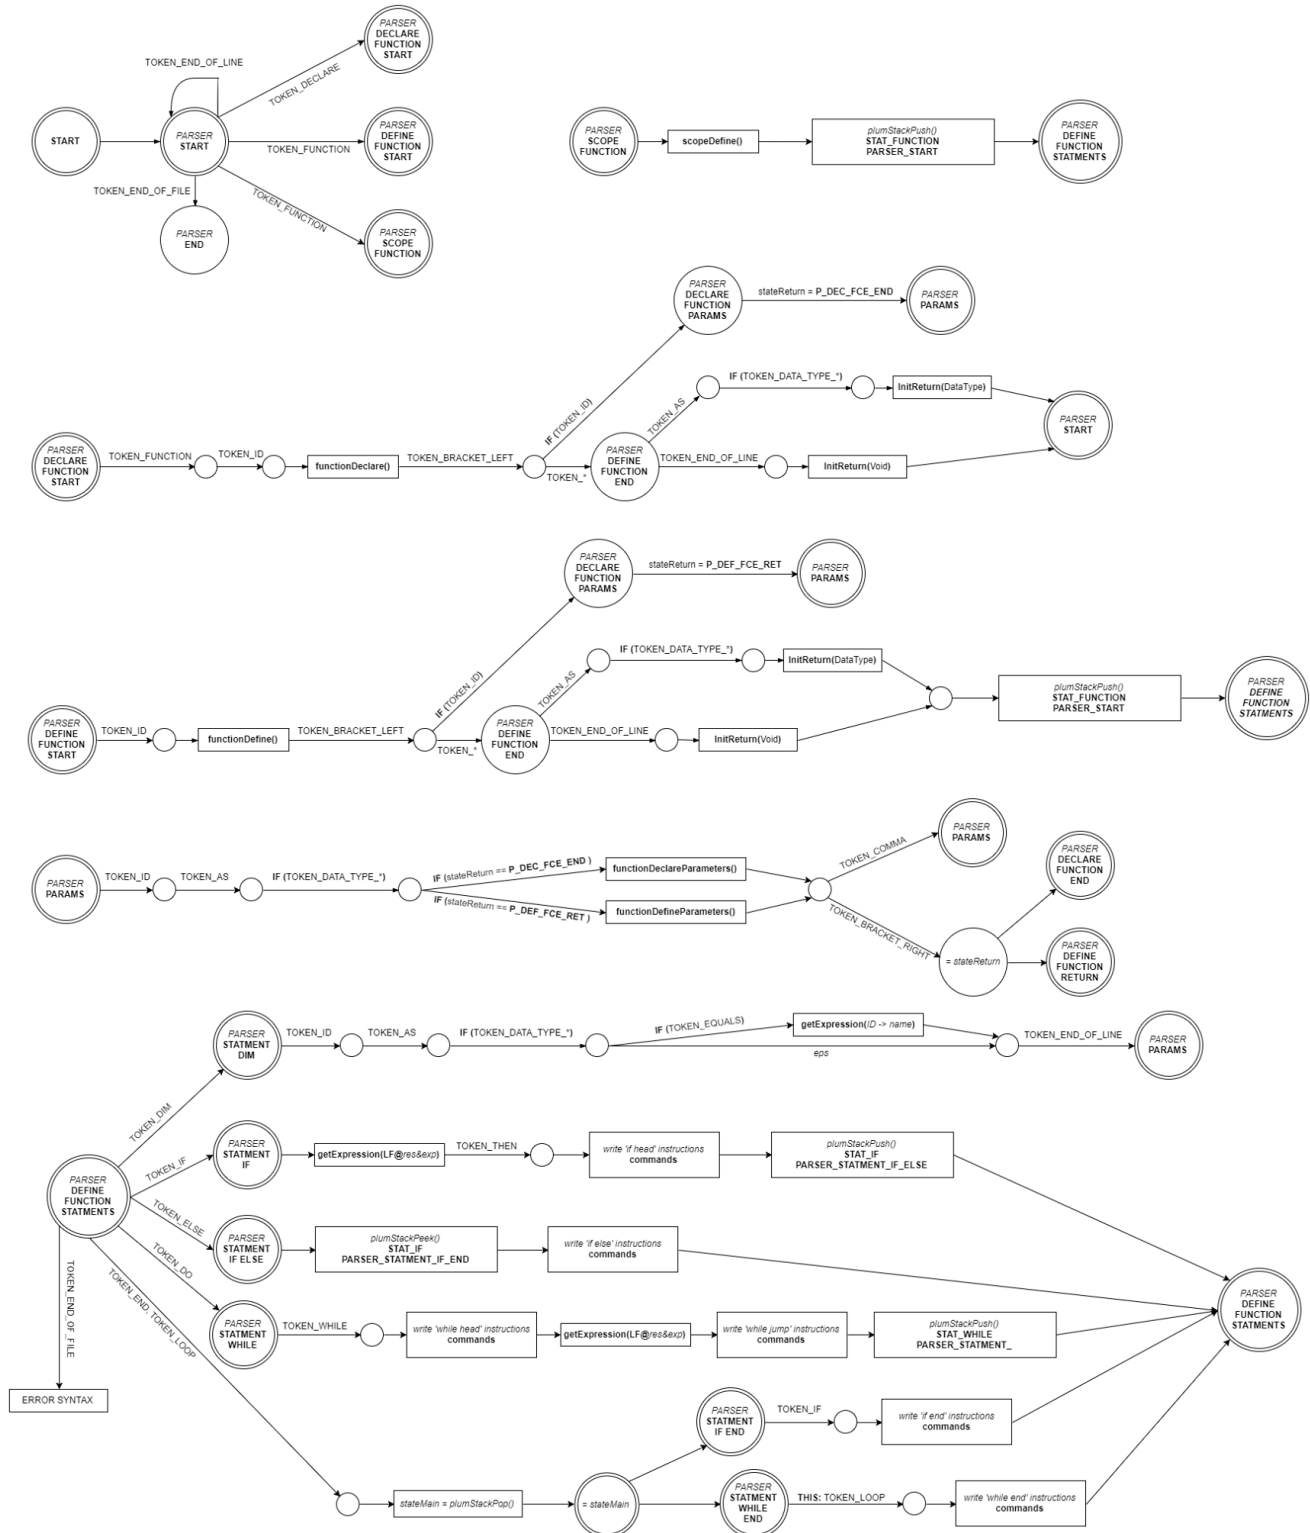 PARSER
DECLARE
FUNCTION
START
TOKEN_END_OF_LINE
TOKEN_DECLARE
START
PARSER
START
TOKEN_FUNCTION
PARSER
DEFINE
FUNCTION
START
TOKEN_END_OF_FILE
TOKEN_FUNCTION
PARSER
END
PARSER
SCOPE
FUNCTION
PARSER
SCOPE
FUNCTION
scopeDefine()
plumStackPush()
STAT_FUNCTION
PARSER_START
PARSER
DEFINE
FUNCTION
STATMENTS
PARSER
DECLARE
FUNCTION
PARAMS
stateReturn = P_DEC_FCE_END
PARSER
PARAMS
PARSER
DECLARE
FUNCTION
START
TOKEN_FUNCTION
TOKEN_ID
functionDeclare()
TOKEN_BRACKET_LEFT
IF (TOKEN_ID)
TOKEN_*
PARSER
DEFINE
FUNCTION
END
TOKEN_AS
IF (TOKEN_DATA_TYPE_*)
InitReturn(DataType)
TOKEN_END_OF_LINE
InitReturn(Void)
PARSER
START
PARSER
DECLARE
FUNCTION
PARAMS
stateReturn = P_DEF_FCE_RET
PARSER
PARAMS
PARSER
DEFINE
FUNCTION
START
TOKEN_ID
functionDefine()
TOKEN_BRACKET_LEFT
IF (TOKEN_ID)
TOKEN_*
PARSER
DEFINE
FUNCTION
END
TOKEN_AS
IF (TOKEN_DATA_TYPE_*)
InitReturn(DataType)
TOKEN_END_OF_LINE
InitReturn(Void)
plumStackPush()
STAT_FUNCTION
PARSER_START
PARSER
DEFINE
FUNCTION
STATMENTS
PARSER
PARAMS
TOKEN_ID
TOKEN_AS
IF (TOKEN_DATA_TYPE_*)
IF (stateReturn == P_DEC_FCE_END )
functionDeclareParameters()
IF (stateReturn == P_DEF_FCE_RET )
functionDefineParameters()
TOKEN_COMMA
PARSER
PARAMS
TOKEN_BRACKET_RIGHT
= stateReturn
PARSER
DECLARE
FUNCTION
END
PARSER
DEFINE
FUNCTION
RETURN
PARSER
STATMENT
DIM
TOKEN_ID
TOKEN_AS
IF (TOKEN_DATA_TYPE_*)
IF (TOKEN_EQUALS)
getExpression(ID -> name)
eps
TOKEN_END_OF_LINE
PARSER
PARAMS
TOKEN_DIM
PARSER
DEFINE
FUNCTION
STATMENTS
TOKEN_IF
PARSER
STATMENT
IF
getExpression(LF@res&exp)
TOKEN_THEN
write 'if head' instructions
commands
plumStackPush()
STAT_IF
PARSER_STATMENT_IF_ELSE
TOKEN_ELSE
PARSER
STATMENT
IF ELSE
plumStackPeek()
STAT_IF
PARSER_STATMENT_IF_END
write 'if else' instructions
commands
TOKEN_DO
PARSER
STATMENT
WHILE
TOKEN_WHILE
write 'while head' instructions
commands
getExpression(LF@res&exp)
write 'while jump' instructions
commands
plumStackPush()
STAT_WHILE
PARSER_STATMENT_
PARSER
DEFINE
FUNCTION
STATMENTS
TOKEN_END_OF_FILE
ERROR SYNTAX
TOKEN_END, TOKEN_LOOP
stateMain = plumStackPop()
= stateMain
PARSER
STATMENT
IF END
TOKEN_IF
write 'if end' instructions
commands
PARSER
STATMENT
WHILE
END
THIS: TOKEN_LOOP
write 'while end' instructions
commands